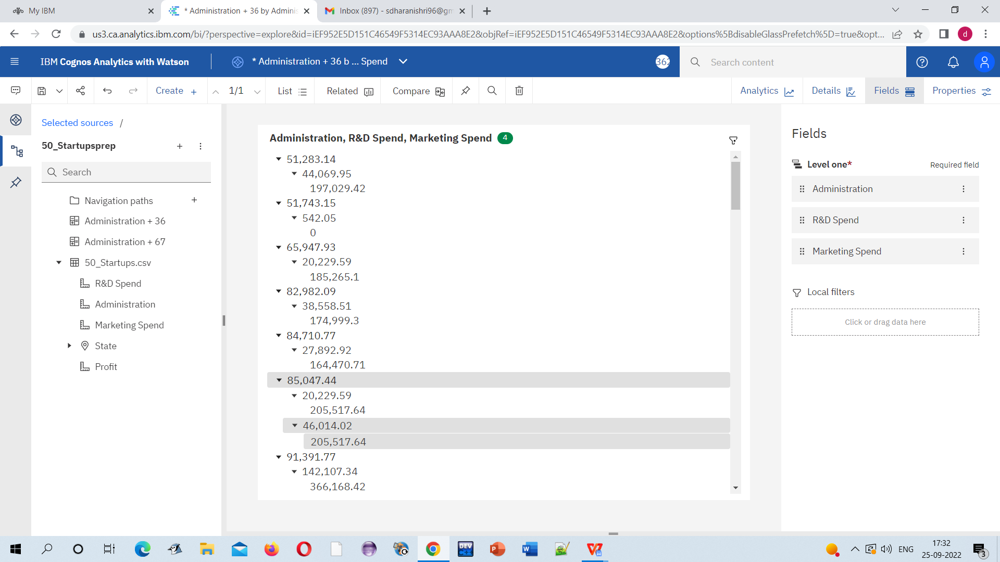 My IBM
* Administration + 36 by Adminis
Inbox (897) - sdharanishri96@gm
us3.ca.analytics.ibm.com/bi/?perspective=explore&id=iEF952E5D151C46549F5314EC93AAA8E2&objRef=iEF952E5D151C46549F5314EC93AAA8E2&options%5BdisableGlassPrefetch%5D=true&opt...
d
IBM Cognos Analytics with Watson
* Administration + 36 b ... Spend
362
Search content
Create +
1/1
List
Related
Compare
Analytics
Details
Fields
Properties
Selected sources /
50_Startupsprep
Search
Navigation paths
Administration + 36
Administration + 67
50_Startups.csv
R&D Spend
Administration
Marketing Spend
State
Profit
Administration, R&D Spend, Marketing Spend 4
51,283.14
44,069.95
197,029.42
51,743.15
542.05
0
65,947.93
20,229.59
185,265.1
82,982.09
38,558.51
174,999.3
84,710.77
27,892.92
164,470.71
85,047.44
20,229.59
205,517.64
46,014.02
205,517.64
91,391.77
142,107.34
366,168.42
Fields
Level one* Required field
Administration
R&D Spend
Marketing Spend
Local filters
Click or drag data here
DEV
C++
P
W
ENG
17:32
25-09-2022
3